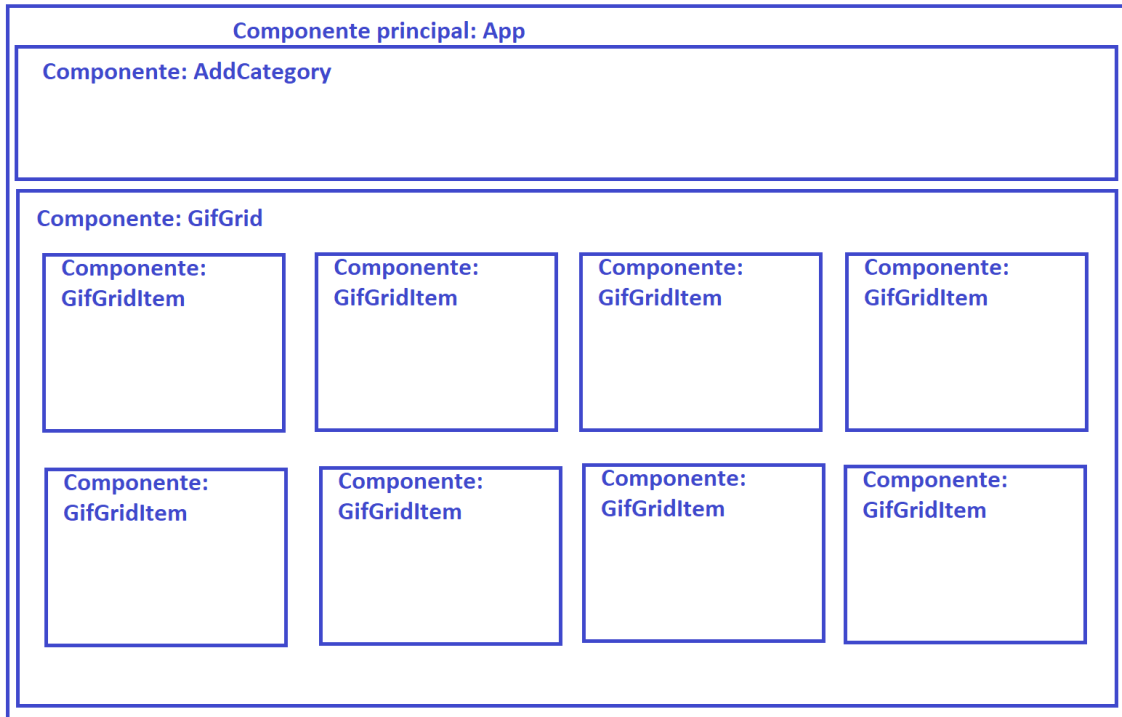 Componente principal: App
Componente: AddCategory
Componente: GifGrid
Componente:
GifGridItem
Componente:
GifGridItem
Componente:
GifGridItem
Componente:
GifGridItem
Componente:
GifGridItem
Componente:
GifGridItem
Componente:
GifGridItem
Componente:
GifGridItem